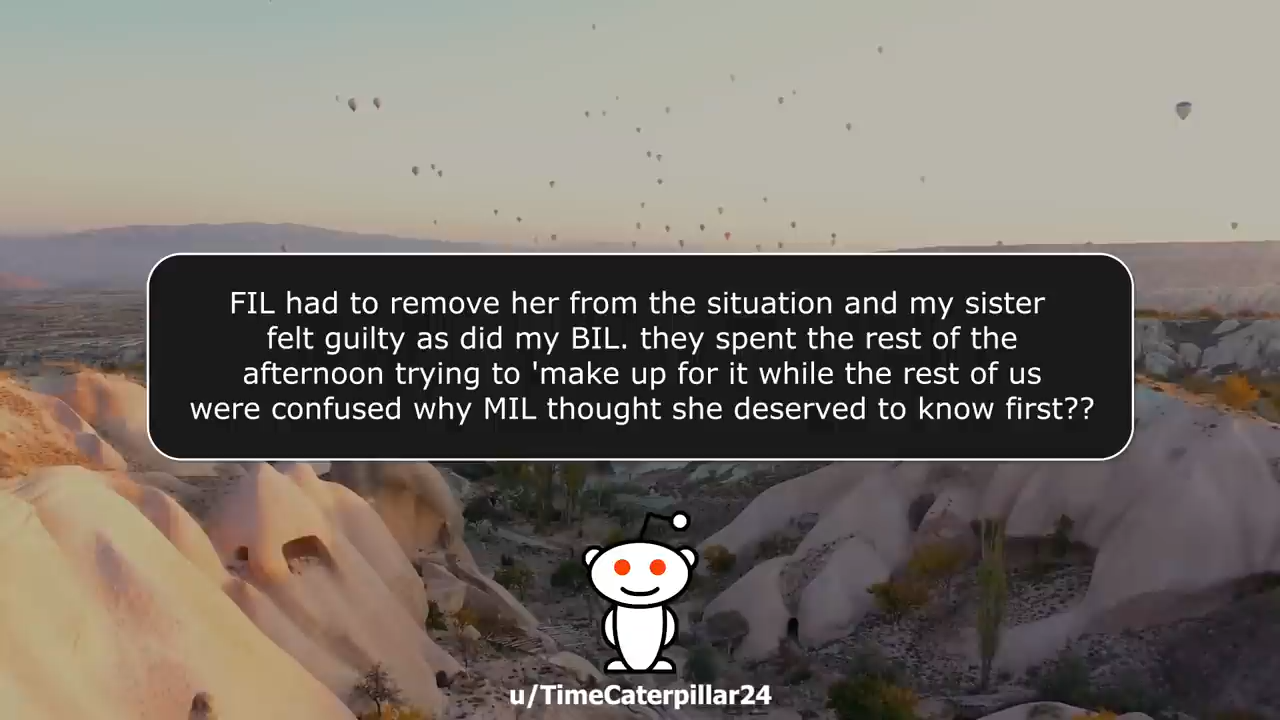 FIL had to remove her from the situation and my sister
felt guilty as did my BIL. they spent the rest of the
afternoon trying to 'make up for it while the rest of us
were confused why MIL thought she deserved to know first??
u/TimeCaterpillar24